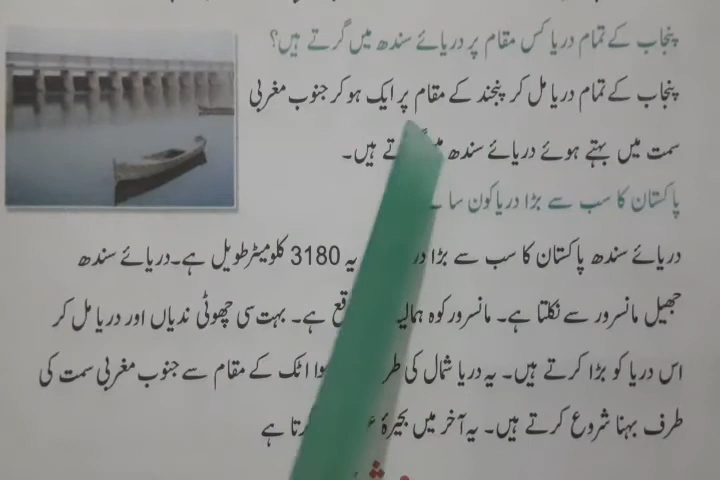 پنجاب کے تمام دریا کس مقام پر دریائے سندھ میں گرتے ہیں؟
پنجاب کے تمام دریا مل کر پنجند کے مقام پر ایک ہو کر جنوب مغربی
سمت میں بہتے ہوئے دریائے سندھ ہیں۔
پاکستان کا سب سے بڑا دریا کون سا
دریائے سندھ پاکستان کا سب سے بڑا یہ 3180 کلومیٹر طویل ہے۔ دریائے سندھ
جھیل مانسرور سے نکلتا ہے۔ مانسرور کوہ ہے۔ بہت سی چھوٹی ندیاں اور دریا مل کر
اس دریا کو بڑا کرتے ہیں۔ یہ دریا شمال کی اٹک کے مقام سے جنوب مغربی سمت کی
طرف بہنا شروع کرتے ہیں۔ یہ آخر میں بحیرۂ ہے